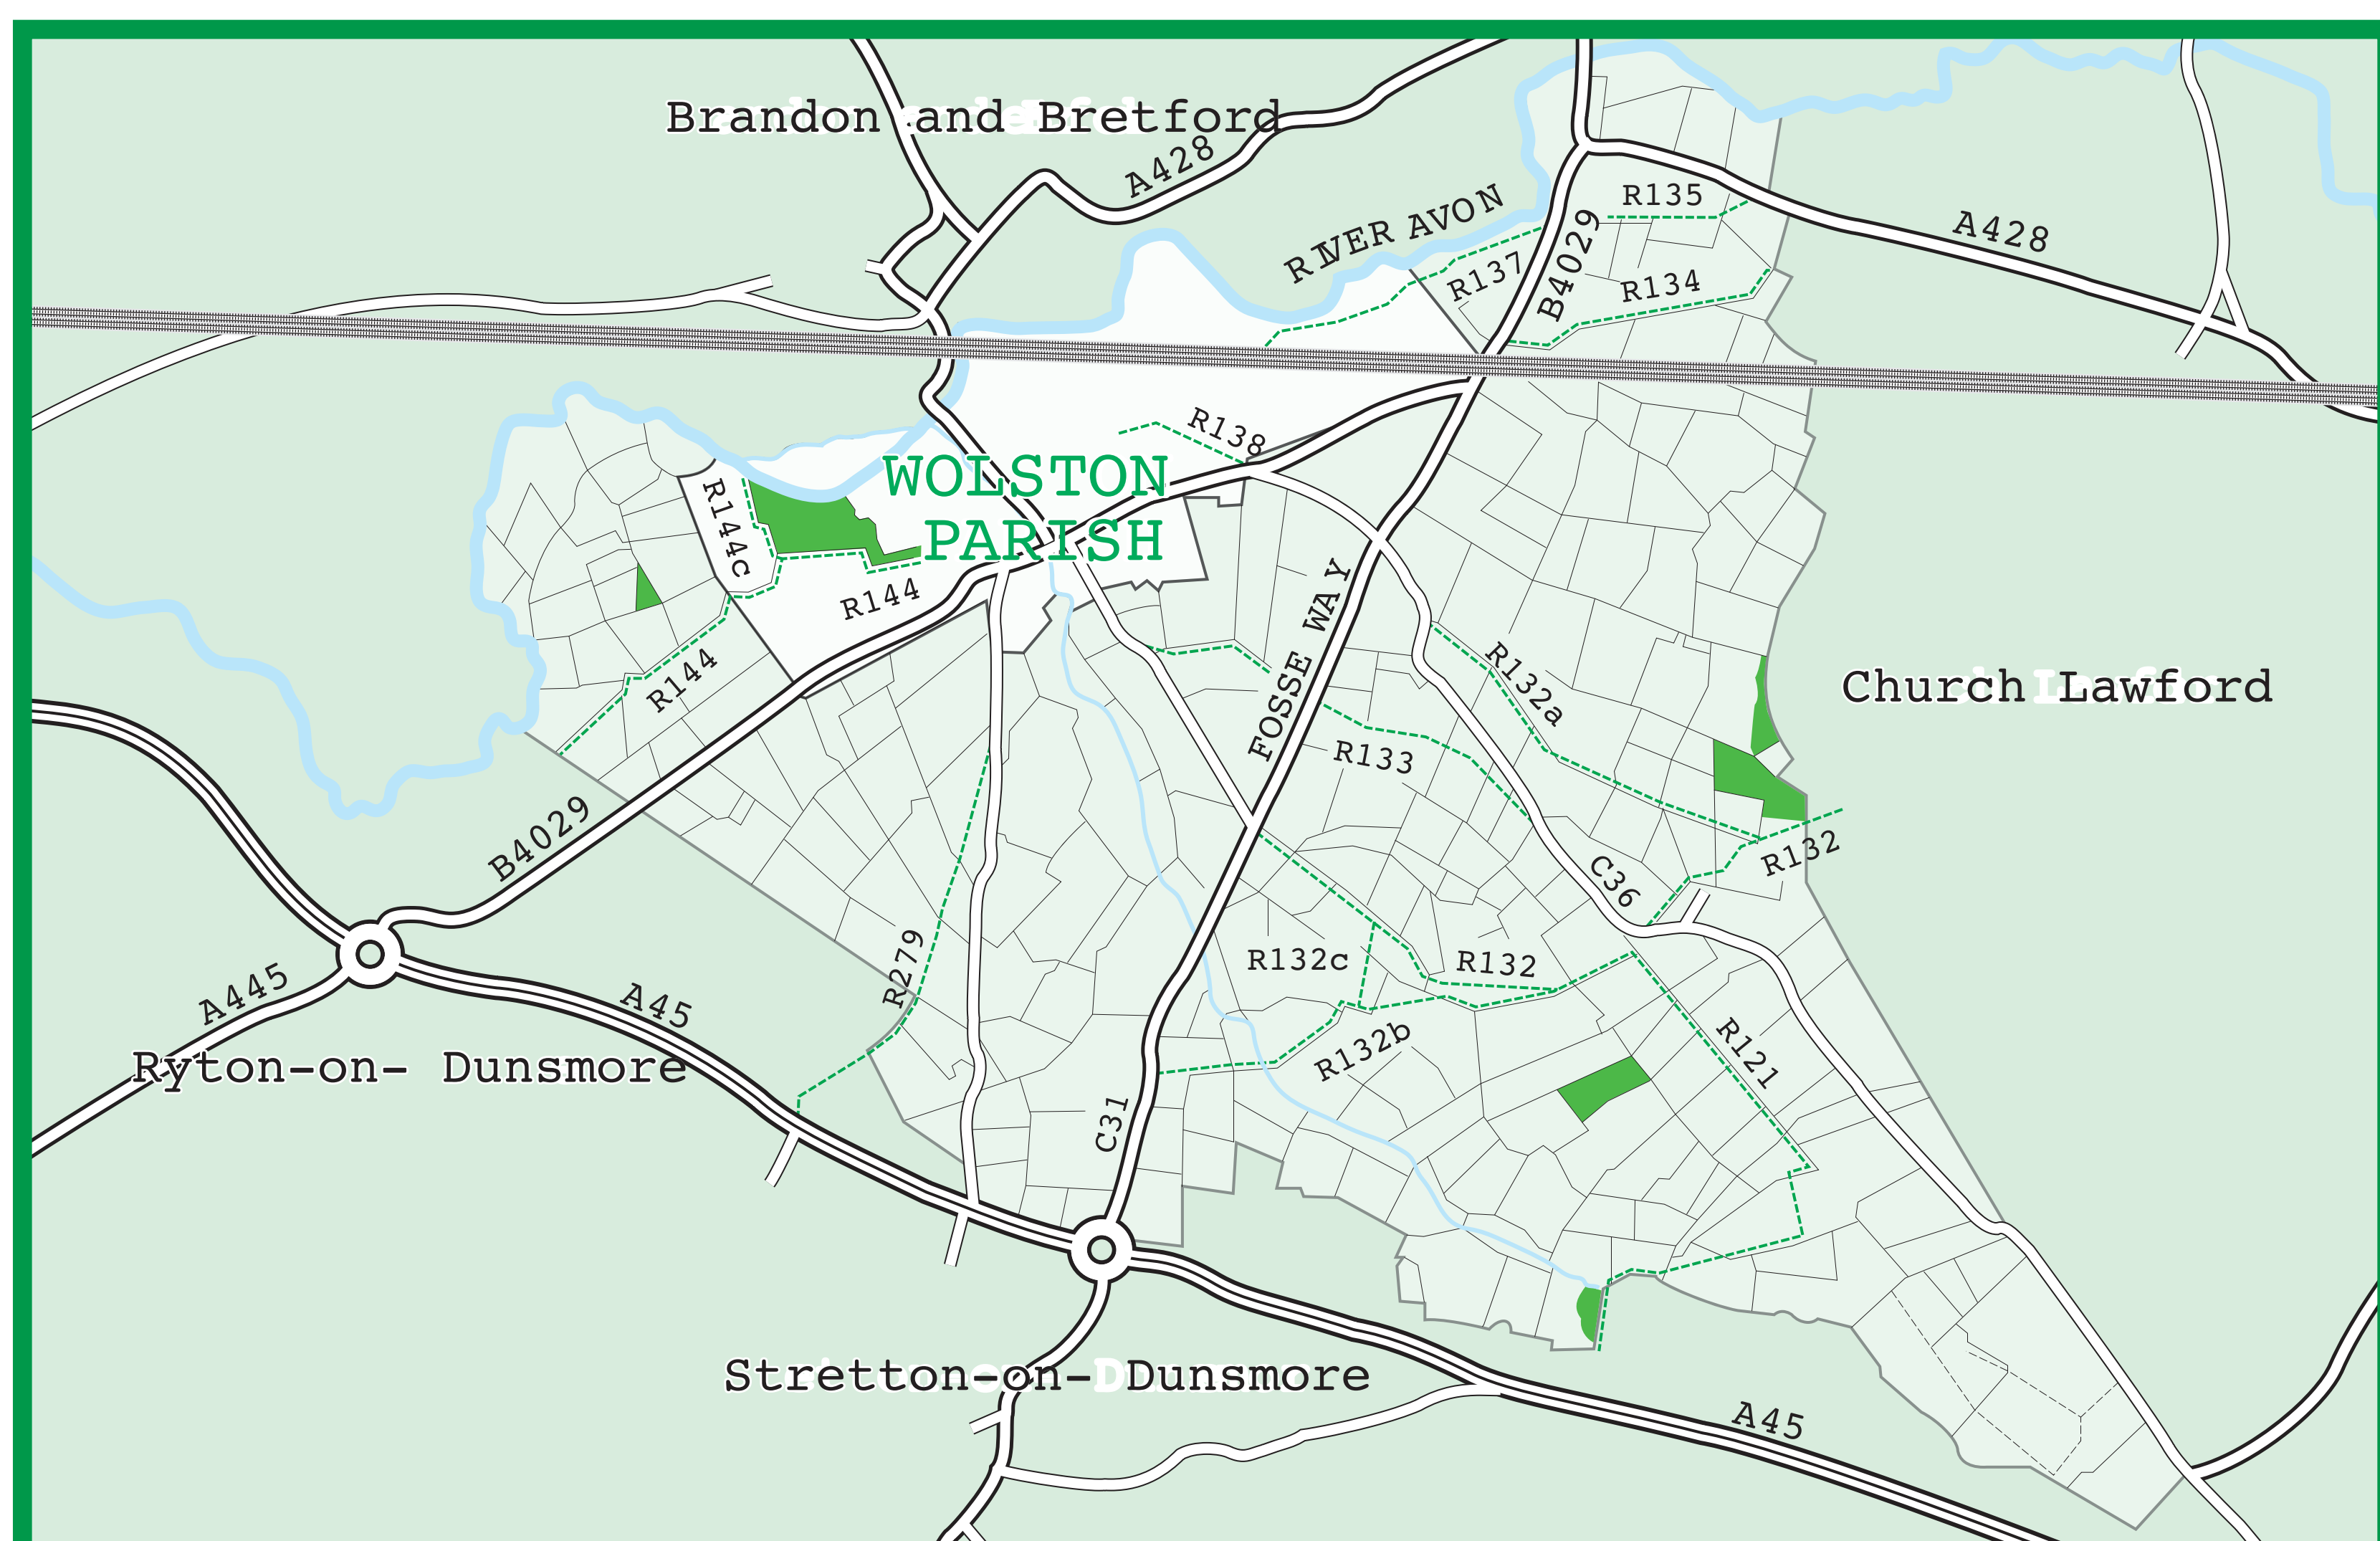 Brandon and Bretford
A428
RIVER AVON
R135
B4029
A428
R137
R134
R138
WOLSTON
PARISH
R144c
R144
R144
FOSSE WAY
R132a
Church Lawford
R133
B4029
R132
C36
R279
R132c
R132
A445
A45
R132b
R121
Ryton-on- Dunsmore
C31
Stretton-on-Dunsmore
A45